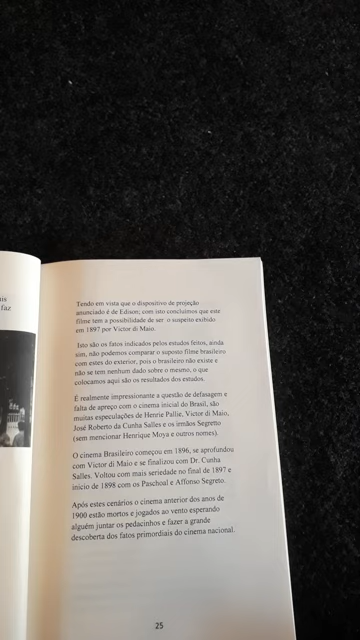 is
faz
Tendo em vista que o dispositivo de projeção
anunciado é de Edison; com isto concluímos que este
filme tem a possibilidade de ser o suspeito exibido
em 1897 por Victor di Maio.
Isto são os fatos indicados pelos estudos feitos, ainda
sim, não podemos comparar o suposto filme brasileiro
com estes do exterior, pois o brasileiro não existe e
não se tem nenhum dado sobre o mesmo, o que
colocamos aqui são os resultados dos estudos.
É realmente impressionante a questão de defasagem e
falta de apreço com o cinema inicial do Brasil, são
muitas especulações de Henrie Pallie, Victor di Maio,
José Roberto da Cunha Salles e os irmãos Segreto
(sem mencionar Henrique Moya e outros nomes).
O cinema Brasileiro começou em 1896, se aprofundou
com Victor di Maio e se finalizou com Dr. Cunha
Salles. Voltou com mais seriedade no final de 1897 e
início de 1898 com os Paschoal e Affonso Segreto.
Após estes cenários o cinema anterior dos anos de
1900 estão mortos e jogados ao vento esperando
alguém juntar os pedacinhos e fazer a grande
descoberta dos fatos primordiais do cinema nacional.
25